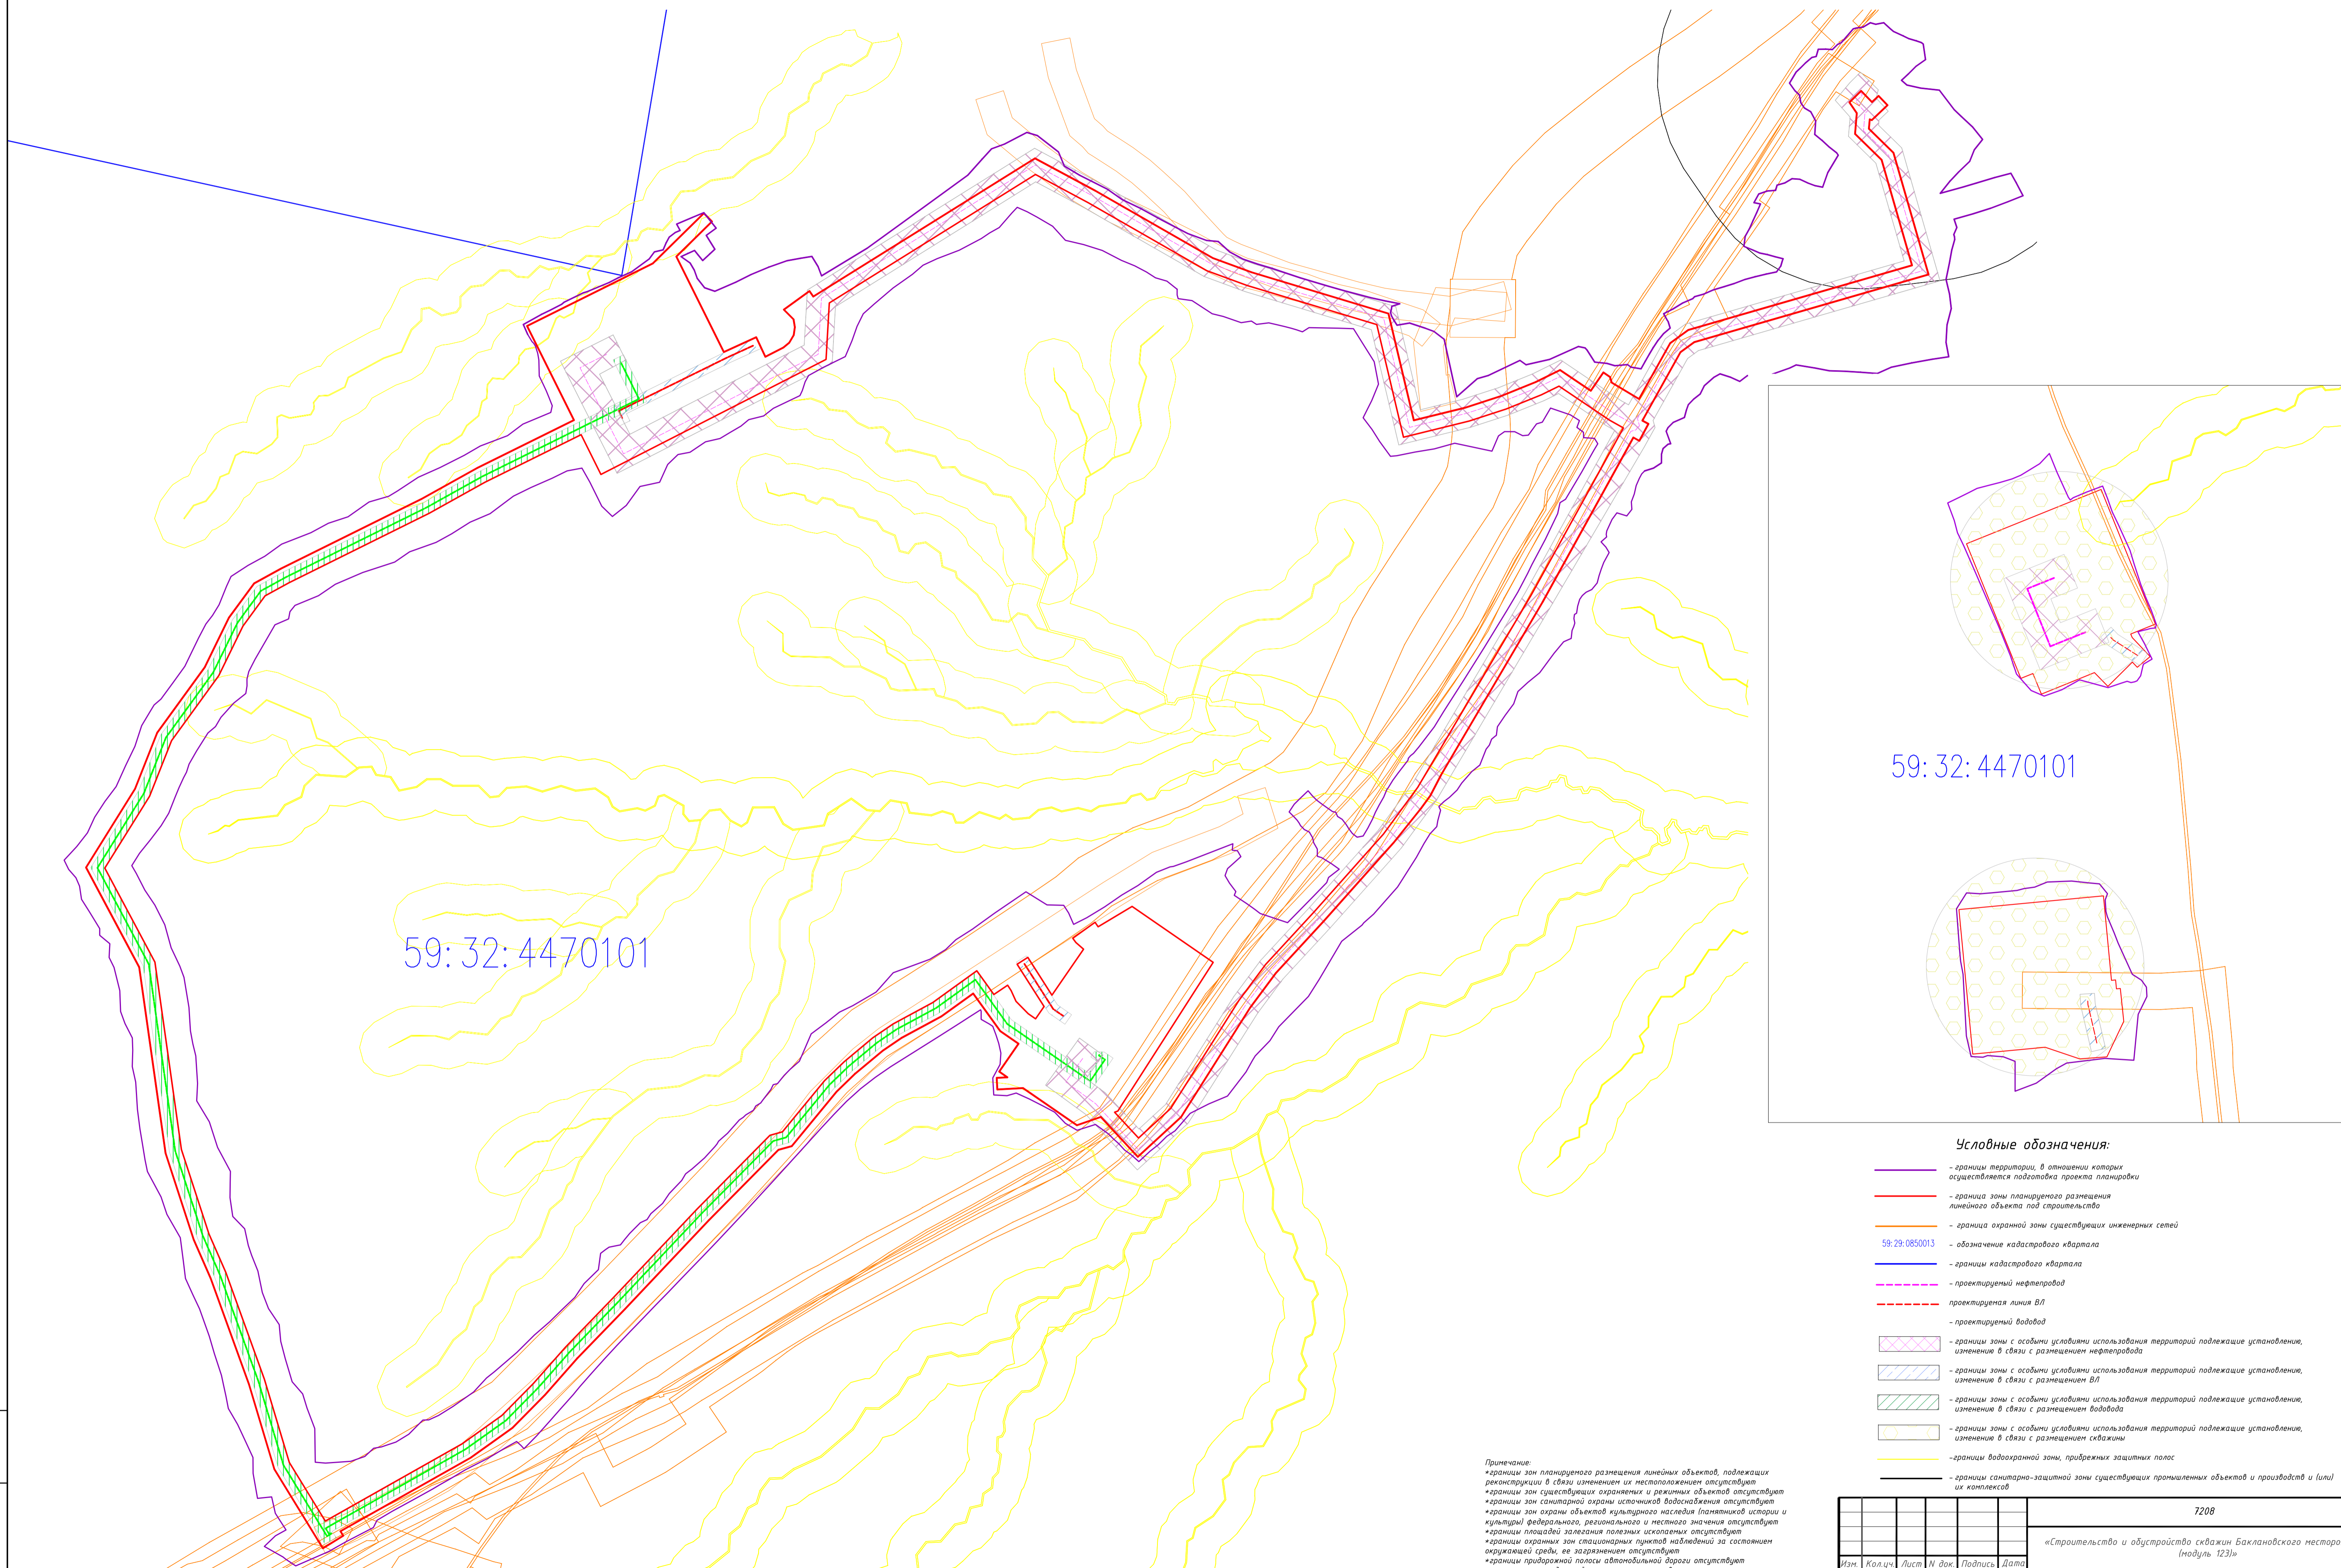 59:32:4470101
59:32:4470101
Условные обозначения:
- границы территории, в отношении которых
осуществляется подготовка проекта планировки
- граница зоны планируемого размещения
линейного объекта под строительство
- граница охранной зоны существующих инженерных сетей
59:29:0850013 - обозначение кадастрового квартала
- границы кадастрового квартала
- проектируемый нефтепровод
проектируемая линия ВЛ
- проектируемый водовод
- границы зоны с особыми условиями использования территорий подлежащие установлению,
изменению в связи с размещением нефтепровода
- границы зоны с особыми условиями использования территорий подлежащие установлению,
изменению в связи с размещением ВЛ
- границы зоны с особыми условиями использования территорий подлежащие установлению,
изменению в связи с размещением водовода
- границы зоны с особыми условиями использования территорий подлежащие установлению,
изменению в связи с размещением скважины
-границы водоохранной зоны, прибрежных защитных полос
- границы санитарно-защитной зоны существующих промышленных объектов и производств и (или)
их комплексов
Примечание:
*границы зон планируемого размещения линейных объектов, подлежащих
реконструкции в связи изменением их местоположением отсутствуют
*границы зон существующих охраняемых и режимных объектов отсутствуют
*границы зон санитарной охраны источников водоснабжения отсутствуют
*границы зон охраны объектов культурного наследия (памятников истории и
культуры) федерального, регионального и местного значения отсутствуют
*границы площадей залегания полезных ископаемых отсутствуют
*границы охранных зон стационарных пунктов наблюдений за состоянием
окружающей среды, ее загрязнением отсутствуют
*границы придорожной полосы автомобильной дороги отсутствуют
7208
«Строительство и обустройство скважин Баклановского месторо
(модуль 123)»
Изм. Кол.уч. Лист N док. Подпись Дата